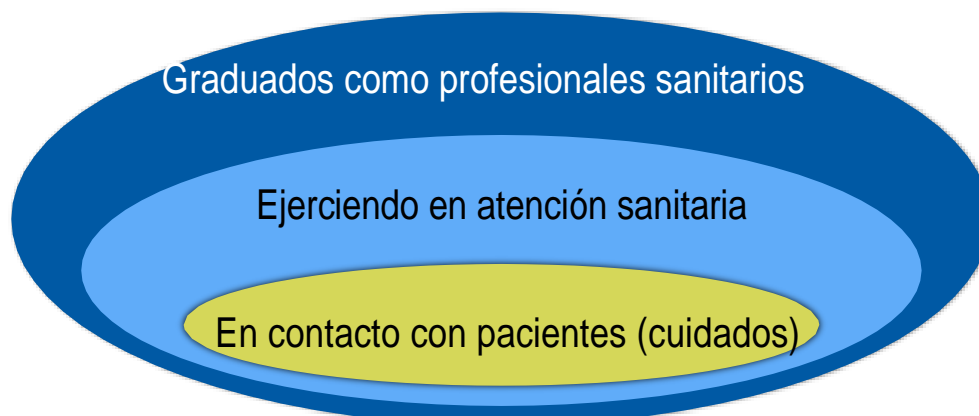 Graduados como profesionales sanitarios
Ejerciendo en atención sanitaria
En contacto con pacientes (cuidados)